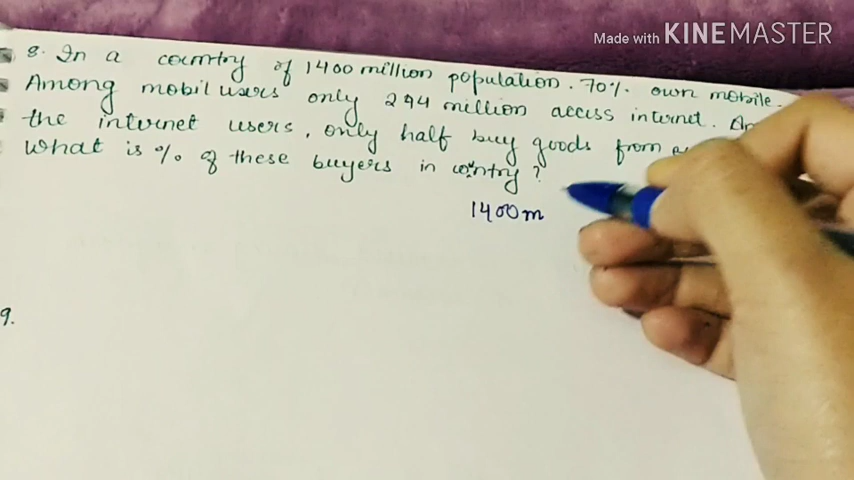 Made with KINEMASTER
8. In a country of 1400 million population. 70% own mobile.
Among mobil users only 294 million access internet.
the internet users, only half buy goods from
What is % of these buyers in country ?
1400m
9.